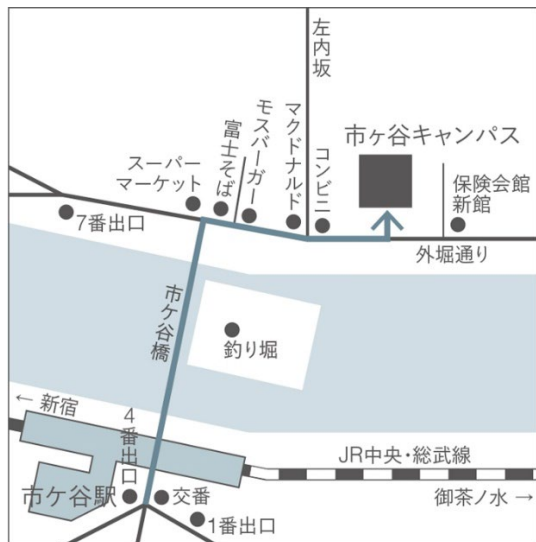 左内坂
市ヶ谷キャンパス
コンビニ
マクドナルド
モスバーガー
富士そば
スーパー
マーケット
保険会館
新館
7番出口
外堀通り
市ケ谷橋
釣り堀
← 新宿
4番出口
JR中央・総武線
市ケ谷駅
交番
御茶ノ水 →
1番出口